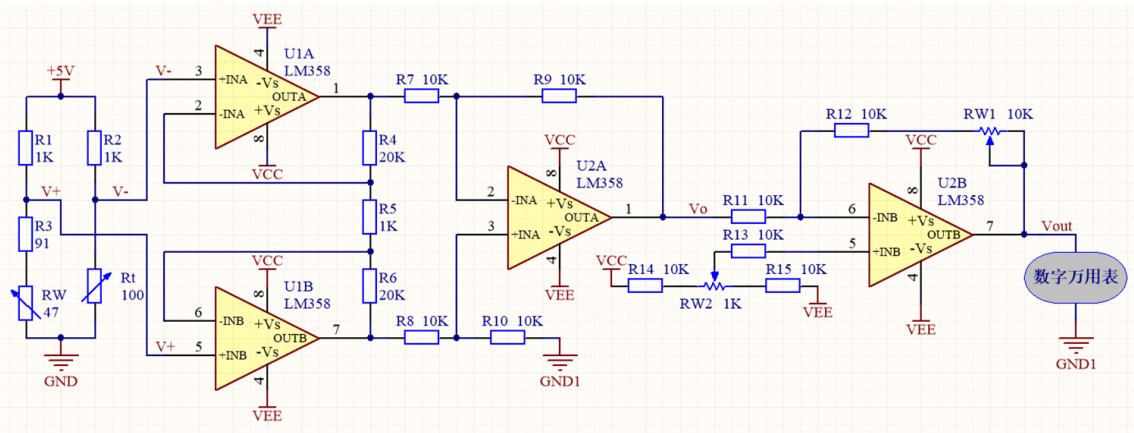 +5V
R1
1K
R2
1K
V+
V-
R3
91
RW
47
Rt
100
GND
V-
V+
VEE
4
U1A
LM358
3
+INA
-Vs
OUTA
1
2
-INA
+Vs
8
VCC
R7 10K
R9 10K
R4
20K
R5
1K
R6
20K
VCC
8
U1B
LM358
6
-INB
+Vs
OUTB
7
5
+INB
-Vs
4
VEE
R8 10K
R10 10K
GND1
VCC
8
U2A
LM358
2
-INA
+Vs
OUTA
1
3
+INA
-Vs
4
VEE
Vo
R11 10K
R12 10K
RW1 10K
R13 10K
VCC
R14 10K
RW2 1K
R15 10K
VEE
VCC
8
U2B
LM358
6
-INB
+Vs
OUTB
7
5
+INB
-Vs
4
VEE
Vout
数字万用表
GND1